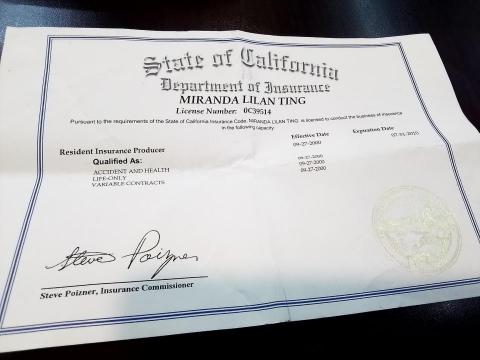 State of California
Department of Insurance
MIRANDA LILAN TING
License Number: 0C39514
Pursuant to the requirements of the State of California Insurance Code, MIRANDA LILAN TING is licensed to conduct the business of insurance
in the following capacity:
Effective Date Expiration Date
Resident Insurance Producer 09-27-2000 07-31-2010
Qualified As:
ACCIDENT AND HEALTH 09-27-2000
LIFE-ONLY 09-27-2000
VARIABLE CONTRACTS 09-27-2000
Steve Poizner
Steve Poizner, Insurance Commissioner